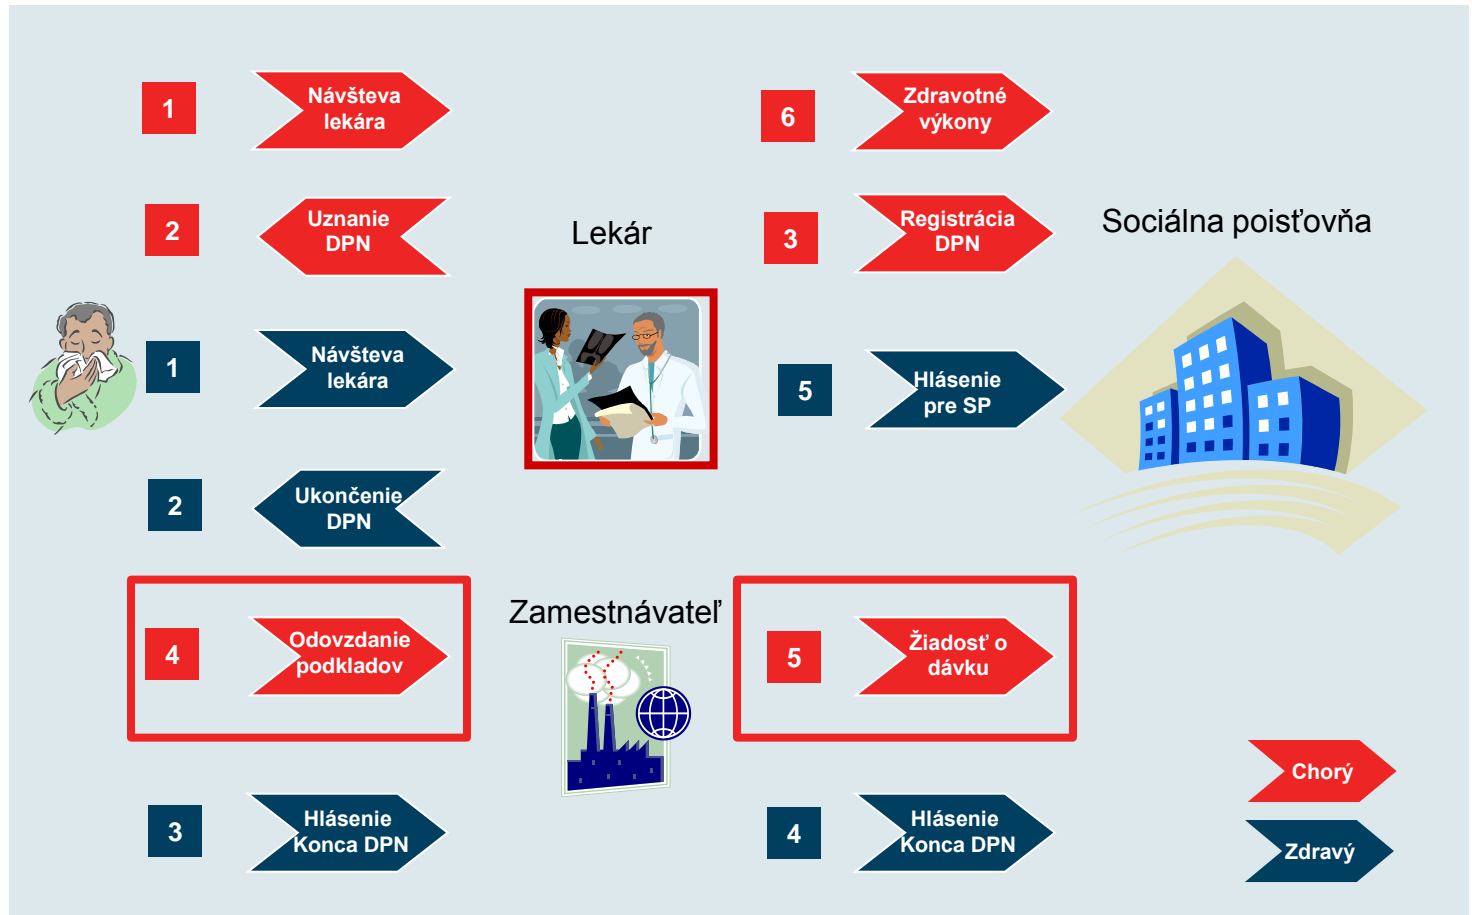 1
Návšteva
lekára
6
Zdravotné
výkony
2
Uznanie
DPN
Lekár
3
Registrácia
DPN
Sociálna poisťovňa
1
Návšteva
lekára
5
Hlásenie
pre SP
2
Ukončenie
DPN
Zamestnávateľ
4
Odovzdanie
podkladov
5
Žiadosť o
dávku
3
Hlásenie
Konca DPN
4
Hlásenie
Konca DPN
Chorý
Zdravý